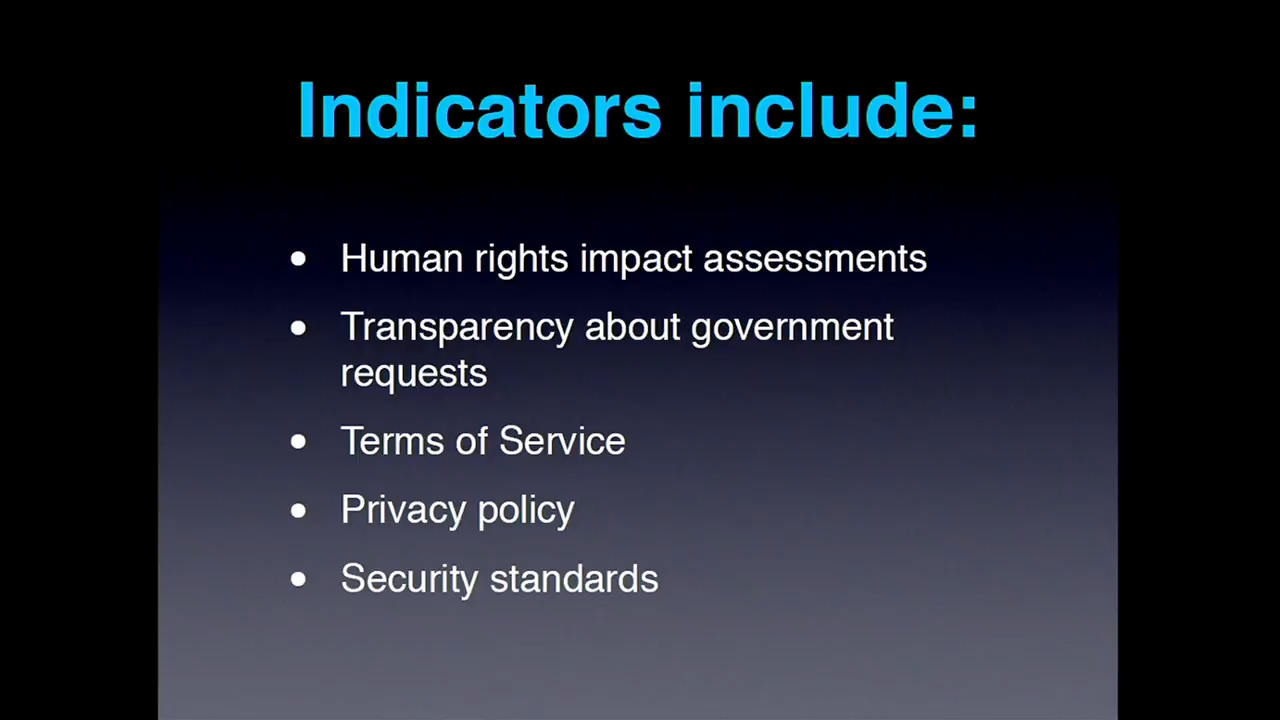 Indicators include:
• Human rights impact assessments
• Transparency about government
requests
• Terms of Service
• Privacy policy
• Security standards